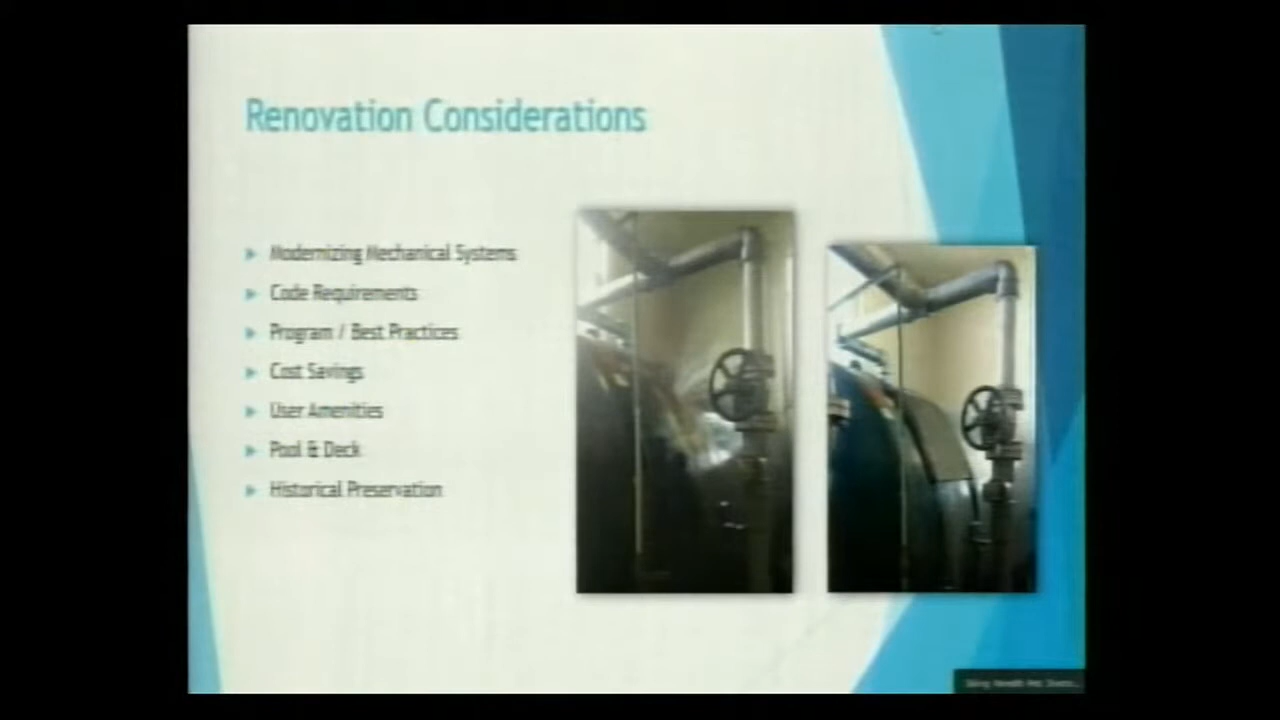 Renovation Considerations
Modernizing Mechanical Systems
Code Requirements
Program / Best Practices
Cost Savings
User Amenities
Pool & Deck
Historical Preservation